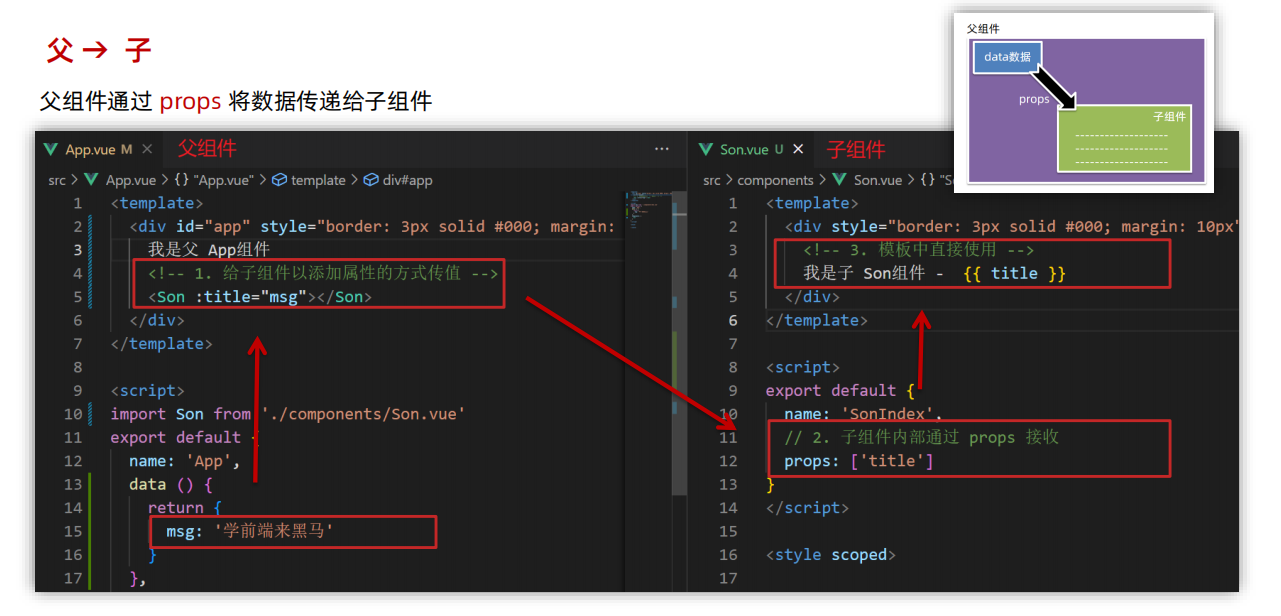 父 → 子
父组件通过 props 将数据传递给子组件
父组件
data数据
props
子组件
App.vue M × 父组件 ···
src > App.vue > {} "App.vue" > template > div#app
1 <template>
2 <div id="app" style="border: 3px solid #000; margin:
3 我是父 App组件
4 <!-- 1. 给子组件以添加属性的方式传值 -->
5 <Son :title="msg"></Son>
6 </div>
7 </template>
8
9 <script>
10 import Son from './components/Son.vue'
11 export default {
12 name: 'App',
13 data () {
14 return {
15 msg: '学前端来黑马'
16 }
17 },
Son.vue U × 子组件
src > components > Son.vue > {} "S
1 <template>
2 <div style="border: 3px solid #000; margin: 10px"
3 <!-- 3. 模板中直接使用 -->
4 我是子 Son组件 - {{ title }}
5 </div>
6 </template>
7
8 <script>
9 export default {
10 name: 'SonIndex',
11 // 2. 子组件内部通过 props 接收
12 props: ['title']
13 }
14 </script>
15
16 <style scoped>
17